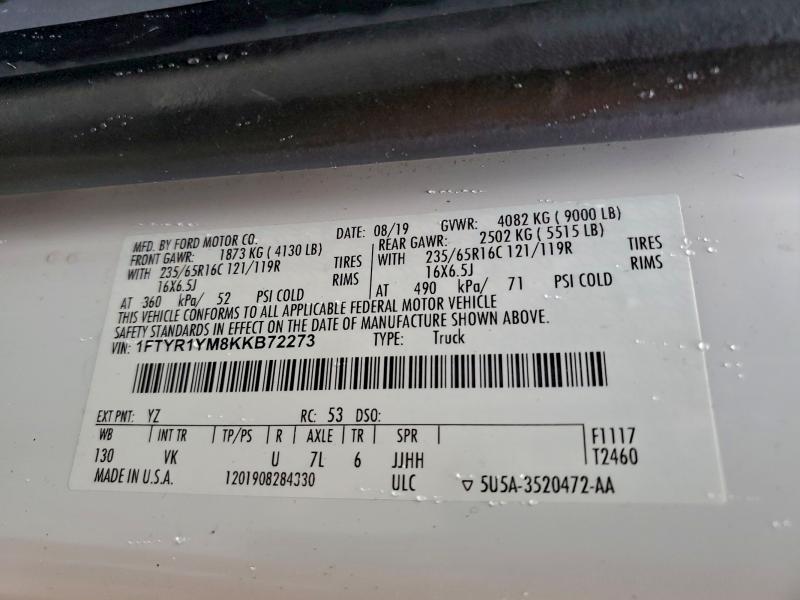 MFD. BY FORD MOTOR CO. DATE: 08/19 GVWR: 4082 KG ( 9000 LB)
FRONT GAWR: 1873 KG ( 4130 LB) REAR GAWR: 2502 KG ( 5515 LB)
WITH 235/65R16C 121/119R TIRES WITH 235/65R16C 121/119R TIRES
16X6.5J RIMS 16X6.5J RIMS
AT 360 kPa/ 52 PSI COLD AT 490 kPa/ 71 PSI COLD
THIS VEHICLE CONFORMS TO ALL APPLICABLE FEDERAL MOTOR VEHICLE
SAFETY STANDARDS IN EFFECT ON THE DATE OF MANUFACTURE SHOWN ABOVE.
VIN: 1FTYR1YM8KKB72273 TYPE: Truck
EXT PNT: YZ RC: 53 DSO:
WB INT TR TP/PS R AXLE TR SPR F1117
130 VK U 7L 6 JJHH T2460
MADE IN U.S.A. 1201908284330 ULC ▽ 5U5A-3520472-AA